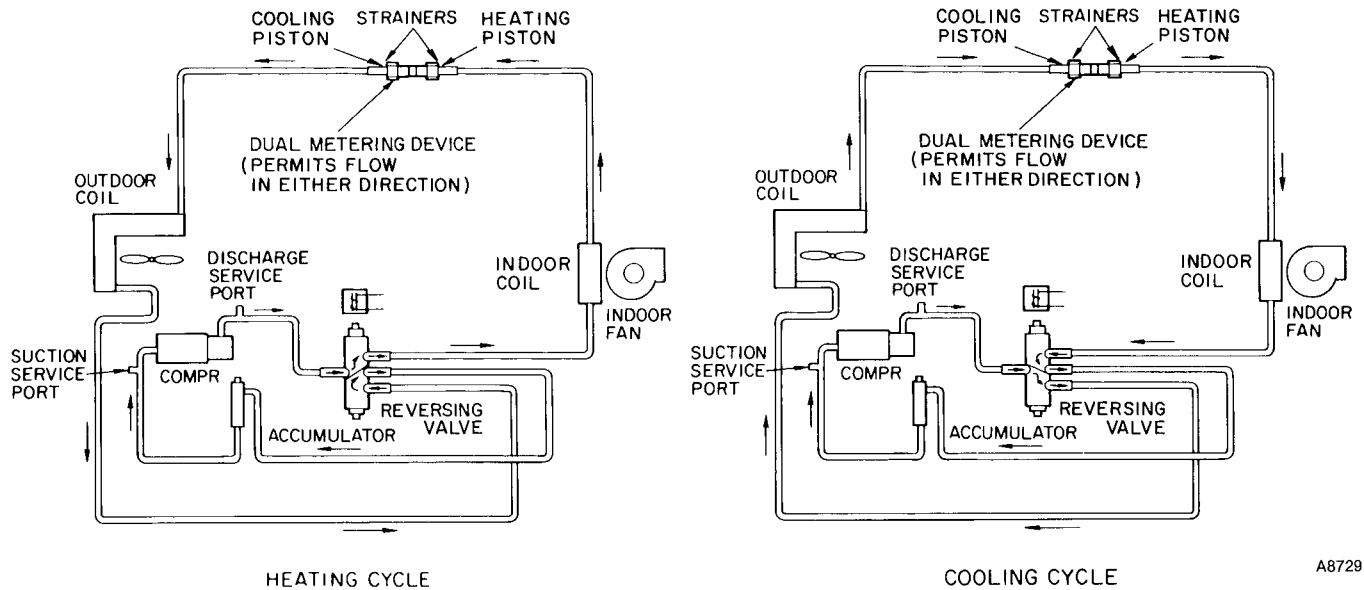 COOLING
PISTON
STRAINERS
HEATING
PISTON
DUAL METERING DEVICE
(PERMITS FLOW
IN EITHER DIRECTION)
OUTDOOR
COIL
DISCHARGE
SERVICE
PORT
INDOOR
COIL
INDOOR
FAN
SUCTION
SERVICE
PORT
COMPR
REVERSING
VALVE
ACCUMULATOR
HEATING CYCLE
COOLING
PISTON
STRAINERS
HEATING
PISTON
DUAL METERING DEVICE
(PERMITS FLOW
IN EITHER DIRECTION)
OUTDOOR
COIL
DISCHARGE
SERVICE
PORT
INDOOR
COIL
INDOOR
FAN
SUCTION
SERVICE
PORT
COMPR
REVERSING
VALVE
ACCUMULATOR
COOLING CYCLE
A8729